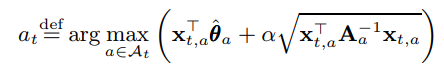 $a_t \stackrel{\text{def}}{=} \arg\max_{a \in \mathcal{A}_t} \left( \mathbf{x}_{t,a}^\top \hat{\boldsymbol{\theta}}_a + \alpha \sqrt{\mathbf{x}_{t,a}^\top \mathbf{A}_a^{-1} \mathbf{x}_{t,a}} \right)$